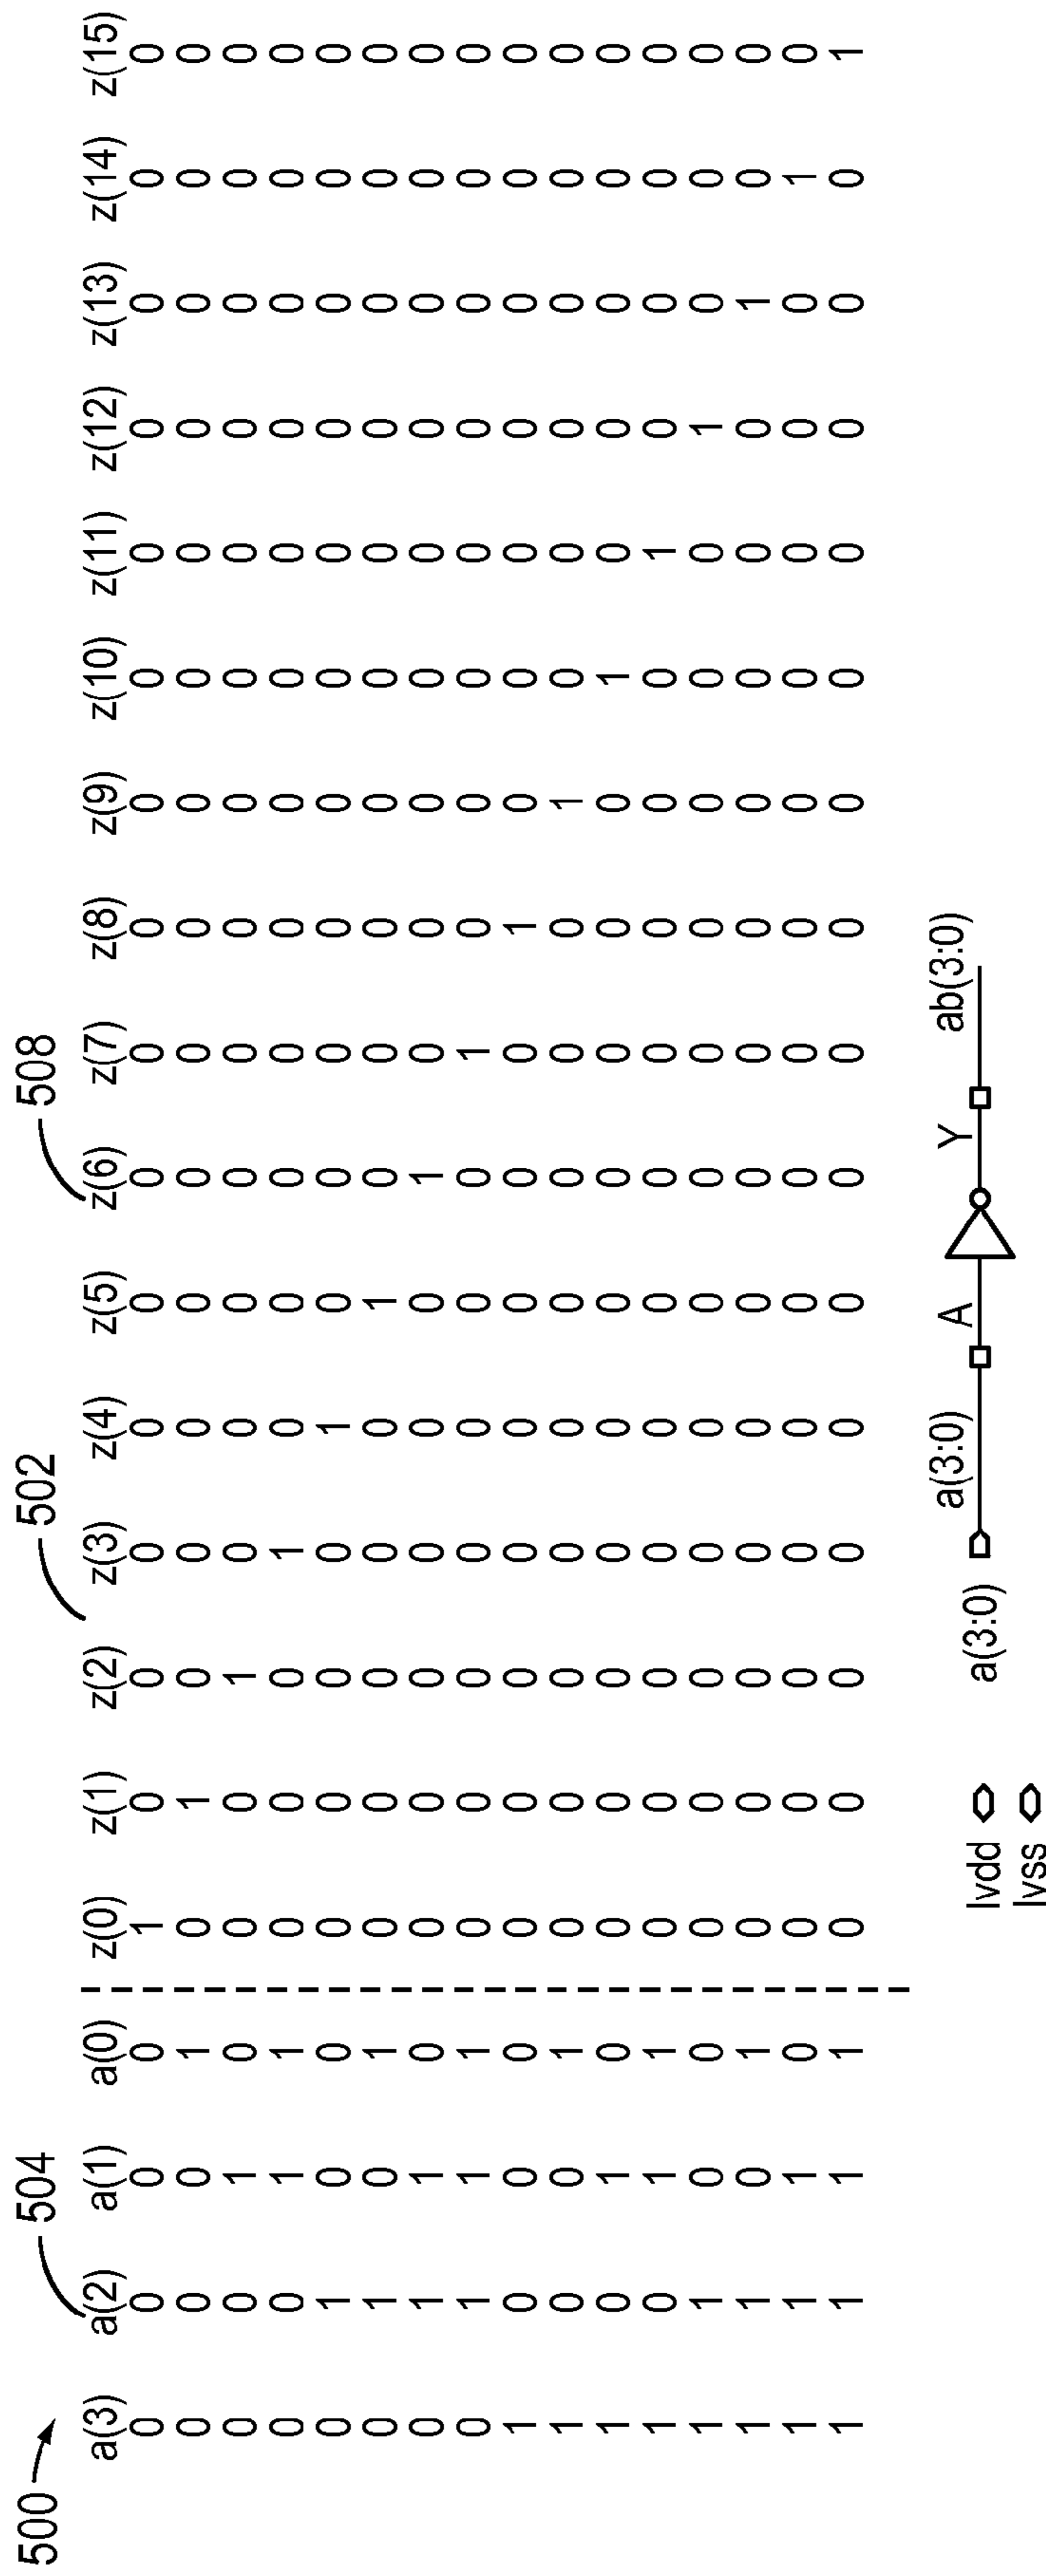 500 504 502 508
a(3) a(2) a(1) a(0) z(0) z(1) z(2) z(3) z(4) z(5) z(6) z(7) z(8) z(9) z(10) z(11) z(12) z(13) z(14) z(15)
0 0 0 0 1 0 0 0 0 0 0 0 0 0 0 0 0 0 0 0
0 0 0 1 0 1 0 0 0 0 0 0 0 0 0 0 0 0 0 0
0 0 1 0 0 0 1 0 0 0 0 0 0 0 0 0 0 0 0 0
0 0 1 1 0 0 0 1 0 0 0 0 0 0 0 0 0 0 0 0
0 1 0 0 0 0 0 0 1 0 0 0 0 0 0 0 0 0 0 0
0 1 0 1 0 0 0 0 0 1 0 0 0 0 0 0 0 0 0 0
0 1 1 0 0 0 0 0 0 0 1 0 0 0 0 0 0 0 0 0
0 1 1 1 0 0 0 0 0 0 0 1 0 0 0 0 0 0 0 0
1 0 0 0 0 0 0 0 0 0 0 0 1 0 0 0 0 0 0 0
1 0 0 1 0 0 0 0 0 0 0 0 0 1 0 0 0 0 0 0
1 0 1 0 0 0 0 0 0 0 0 0 0 0 1 0 0 0 0 0
1 0 1 1 0 0 0 0 0 0 0 0 0 0 0 1 0 0 0 0
1 1 0 0 0 0 0 0 0 0 0 0 0 0 0 0 1 0 0 0
1 1 0 1 0 0 0 0 0 0 0 0 0 0 0 0 0 1 0 0
1 1 1 0 0 0 0 0 0 0 0 0 0 0 0 0 0 0 1 0
1 1 1 1 0 0 0 0 0 0 0 0 0 0 0 0 0 0 0 1
a(3:0) A Y ab(3:0)
lvdd a(3:0)
lvss